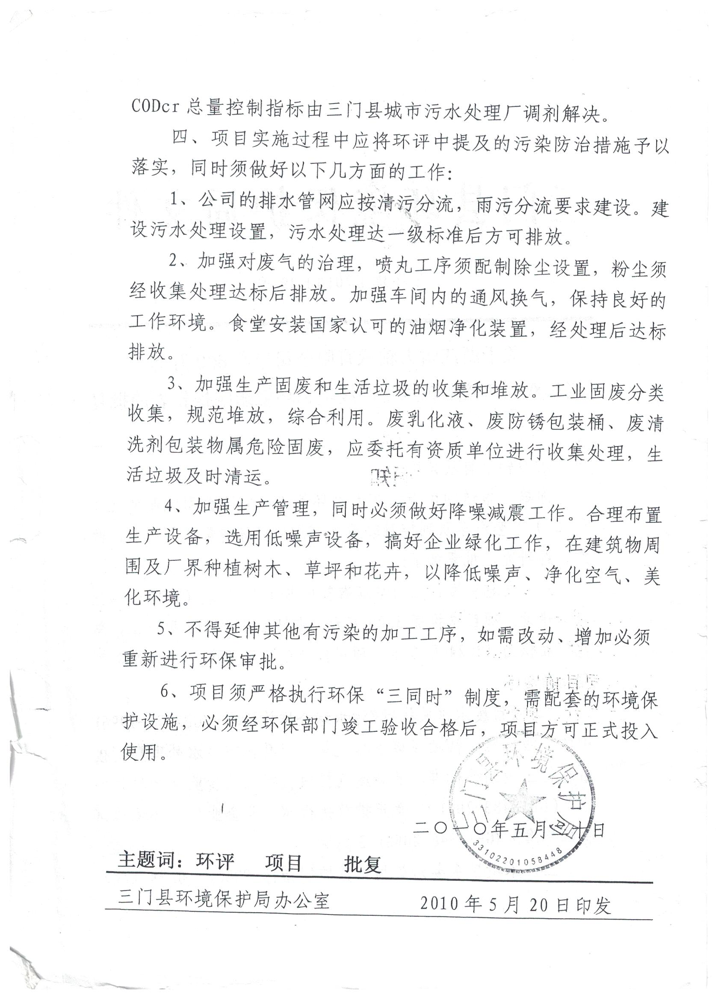 CODcr 总量控制指标由三门县城市污水处理厂调剂解决。
四、项目实施过程中应将环评中提及的污染防治措施予以
落实，同时须做好以下几方面的工作：
1、公司的排水管网应按清污分流，雨污分流要求建设。建
设污水处理设置，污水处理达一级标准后方可排放。
2、加强对废气的治理，喷丸工序须配制除尘设置，粉尘须
经收集处理达标后排放。加强车间内的通风换气，保持良好的
工作环境。食堂安装国家认可的油烟净化装置，经处理后达标
排放。
3、加强生产固废和生活垃圾的收集和堆放。工业固废分类
收集，规范堆放，综合利用。废乳化液、废防锈包装桶、废清
洗剂包装物属危险固废，应委托有资质单位进行收集处理，生
活垃圾及时清运。
4、加强生产管理，同时必须做好降噪减震工作。合理布置
生产设备，选用低噪声设备，搞好企业绿化工作，在建筑物周
围及厂界种植树木、草坪和花卉，以降低噪声、净化空气、美
化环境。
5、不得延伸其他有污染的加工工序，如需改动、增加必须
重新进行环保审批。
6、项目须严格执行环保“三同时”制度，需配套的环境保
护设施，必须经环保部门竣工验收合格后，项目方可正式投入
使用。
三门县环境保护局
二〇一〇年五月二十日
33102201058448
主题词：环评 项目 批复
三门县环境保护局办公室 2010 年 5 月 20 日印发